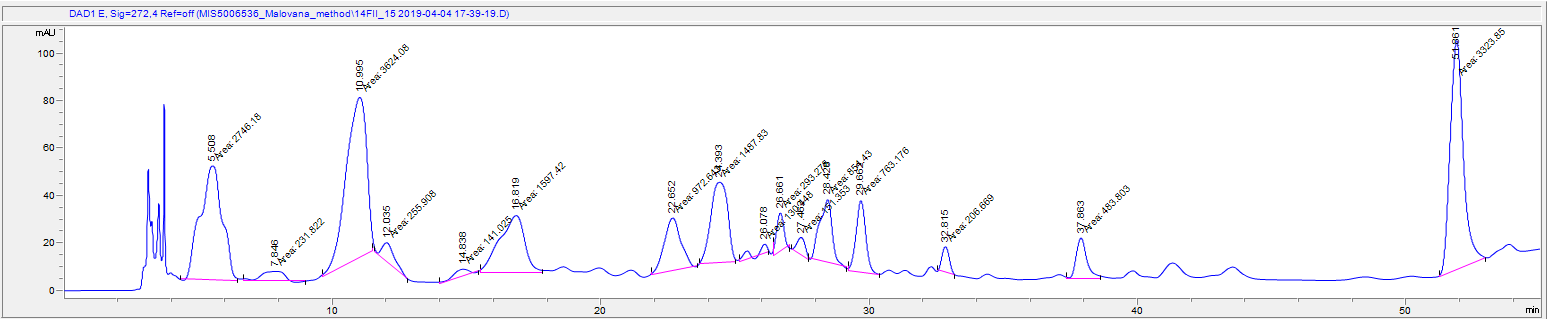 DAD1 E, Sig=272,4 Ref=off (MIS5006536_Malovana_method\14FII_15 2019-04-04 17-39-19.D)
mAU
100
80
60
40
20
0
5.508
Area: 2746.18
7.846
Area: 231.822
10.995
Area: 3624.08
12.035
Area: 255.908
14.838
Area: 141.025
16.819
Area: 1597.42
22.652
Area: 972.643
24.393
Area: 1487.83
26.078
26.661
Area: 293.278
28.428
Area: 854.43
Area: 763.176
32.815
Area: 206.669
37.863
Area: 483.803
51.861
Area: 3323.85
10
20
30
40
50
min